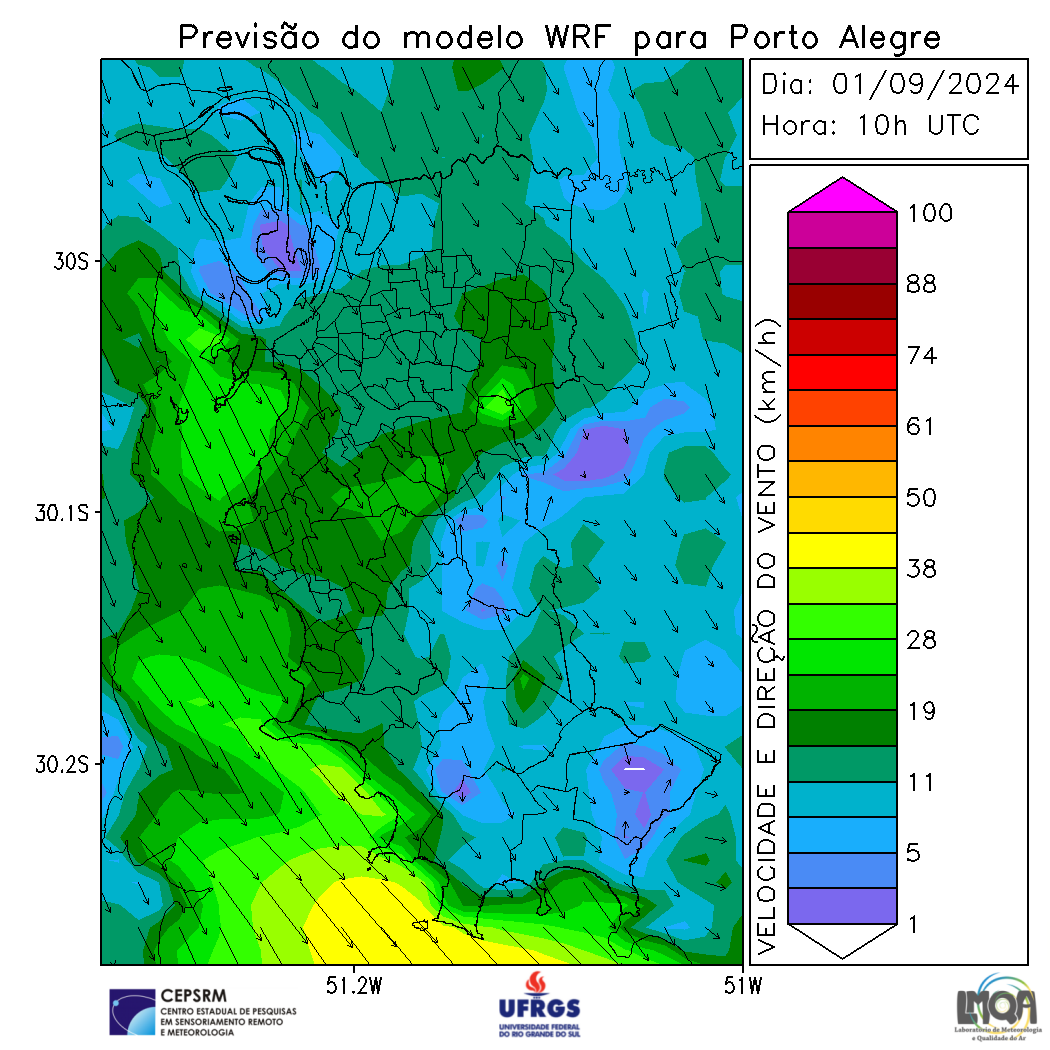 Previsão do modelo WRF para Porto Alegre
Dia: 01/09/2024
Hora: 10h UTC
30S
30.1S
30.2S
51.2W
51W
VELOCIDADE E DIREÇÃO DO VENTO (km/h)
100
88
74
61
50
38
28
19
11
5
1
CEPSRM
CENTRO ESTADUAL DE PESQUISAS
EM SENSORIAMENTO REMOTO
E METEOROLOGIA
UFRGS
UNIVERSIDADE FEDERAL
DO RIO GRANDE DO SUL
LMQA
Laboratório de Meteorologia
e Qualidade do Ar